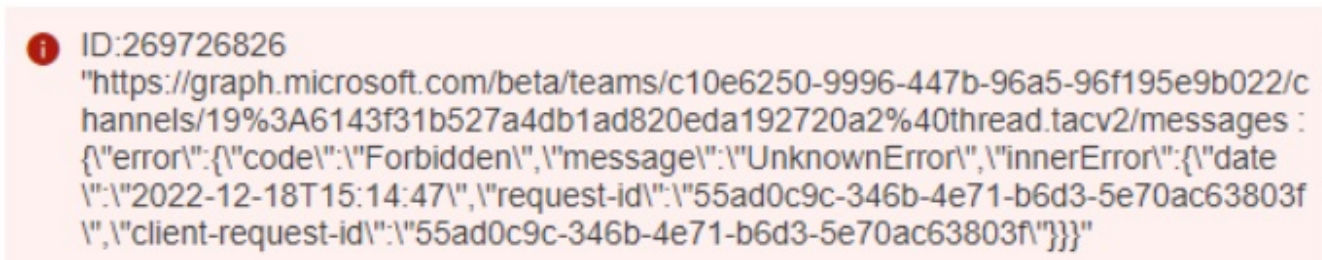 ID:269726826
"https://graph.microsoft.com/beta/teams/c10e6250-9996-447b-96a5-96f195e9b022/c
hannels/19%3A6143f31b527a4db1ad820eda192720a2%40thread.tacv2/messages :
{\"error\":{\"code\":\"Forbidden\",\"message\":\"UnknownError\",\"innerError\":{\"date
\":\"2022-12-18T15:14:47\",\"request-id\":\"55ad0c9c-346b-4e71-b6d3-5e70ac63803f
\",\"client-request-id\":\"55ad0c9c-346b-4e71-b6d3-5e70ac63803f\"}}}"